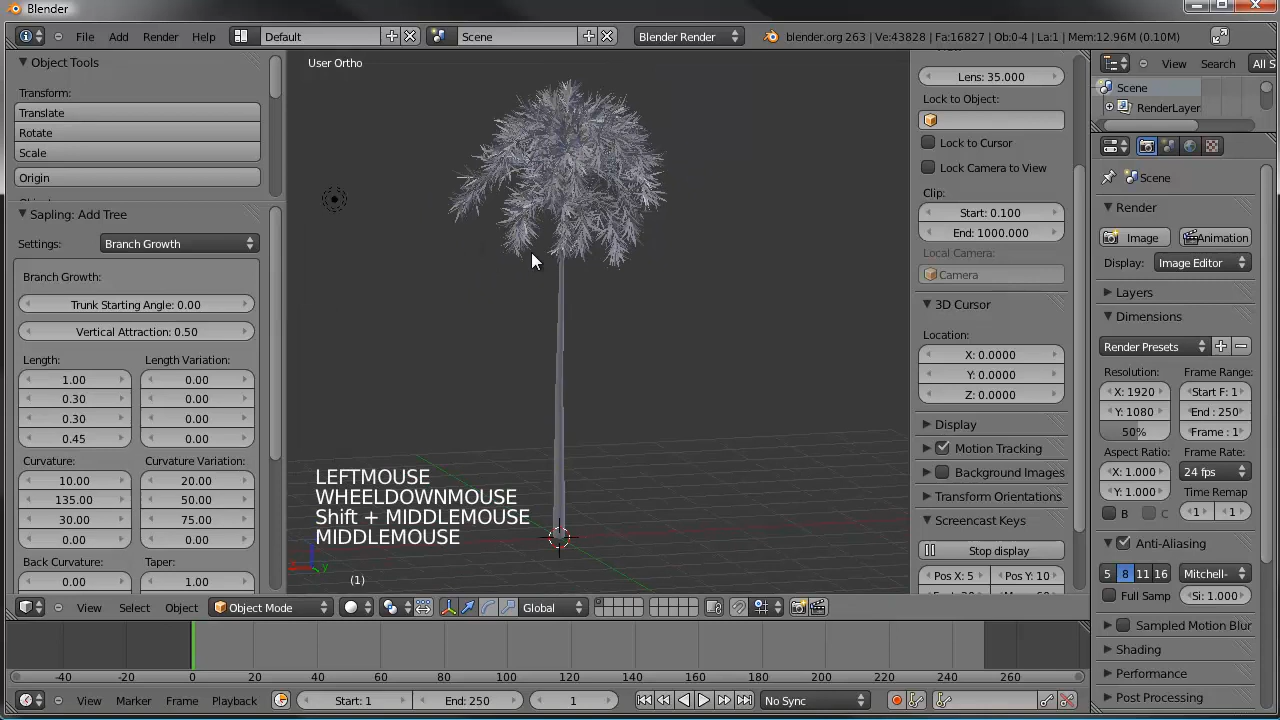 Blender
File Add Render Help Default Scene Blender Render blender.org 263 | Ve:43828 | Fa:16827 | Ob:0-4 | La:1 | Mem:12.96M (0.10M)
Object Tools
Transform:
Translate
Rotate
Scale
Origin
Sapling: Add Tree
Settings: Branch Growth
Branch Growth:
Trunk Starting Angle: 0.00
Vertical Attraction: 0.50
Length: Length Variation:
1.00 0.00
0.30 0.00
0.30 0.00
0.45 0.00
Curvature: Curvature Variation:
10.00 20.00
135.00 50.00
30.00 75.00
0.00 0.00
Back Curvature: Taper:
0.00 1.00
User Ortho
LEFTMOUSE
WHEELDOWNMOUSE
Shift + MIDDLEMOUSE
MIDDLEMOUSE
x y
(1)
View Select Object Object Mode Global
Lens: 35.000
Lock to Object:
Lock to Cursor
Lock Camera to View
Clip:
Start: 0.100
End: 1000.000
Local Camera:
Camera
3D Cursor
Location:
X: 0.0000
Y: 0.0000
Z: 0.0000
Display
Motion Tracking
Background Images
Transform Orientations
Screencast Keys
Stop display
Pos X: 5 Pos Y: 10
View Search All S
Scene
RenderLayer
Scene
Render
Image Animation
Display: Image Editor
Layers
Dimensions
Render Presets
Resolution: Frame Range:
X: 1920 Start F: 1
Y: 1080 End : 250
50% Frame : 1
Aspect Ratio: Frame Rate:
X: 1.000 24 fps
Y: 1.000 Time Remap
B C 1 1
Anti-Aliasing
5 8 11 16 Mitchell-
Full Samp Si: 1.000
Sampled Motion Blur
Shading
Performance
Post Processing
-40 -20 0 20 40 60 80 100 120 140 160 180 200 220 240 260
View Marker Frame Playback Start: 1 End: 250 1 No Sync